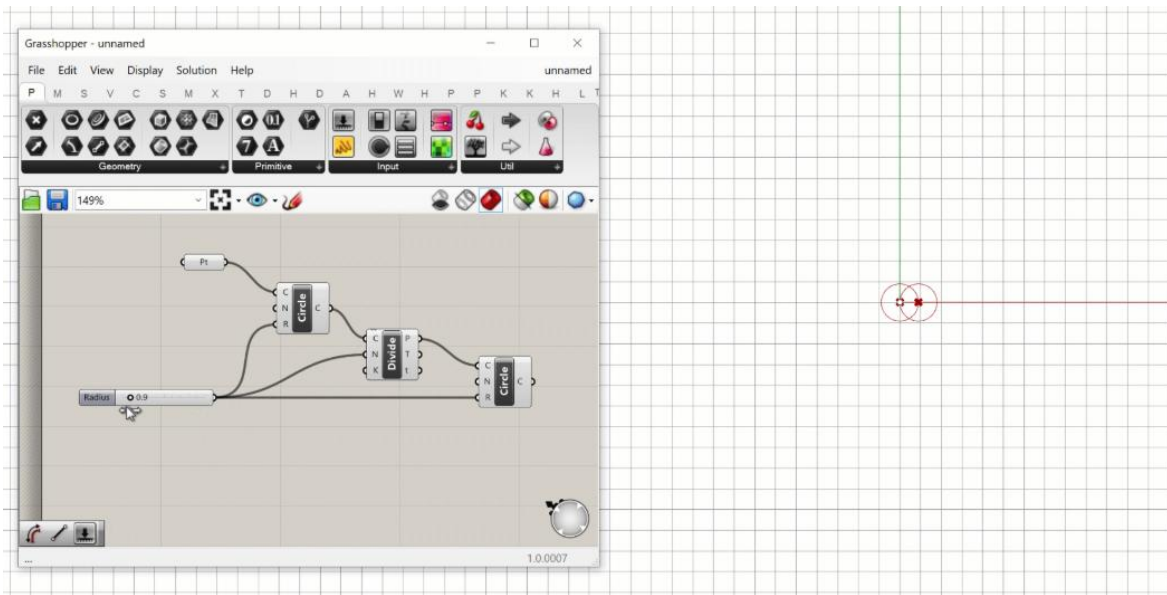 Grasshopper - unnamed
File Edit View Display Solution Help unnamed
P M S V C S M X T D H D A H W H P P K K H L T
Geometry Primitive Input Util
149%
Pt
C
N
R
Circle
C
C
N
K
Divide
P
T
t
C
N
R
Circle
C
Radius 0.9
...
1.0.0007